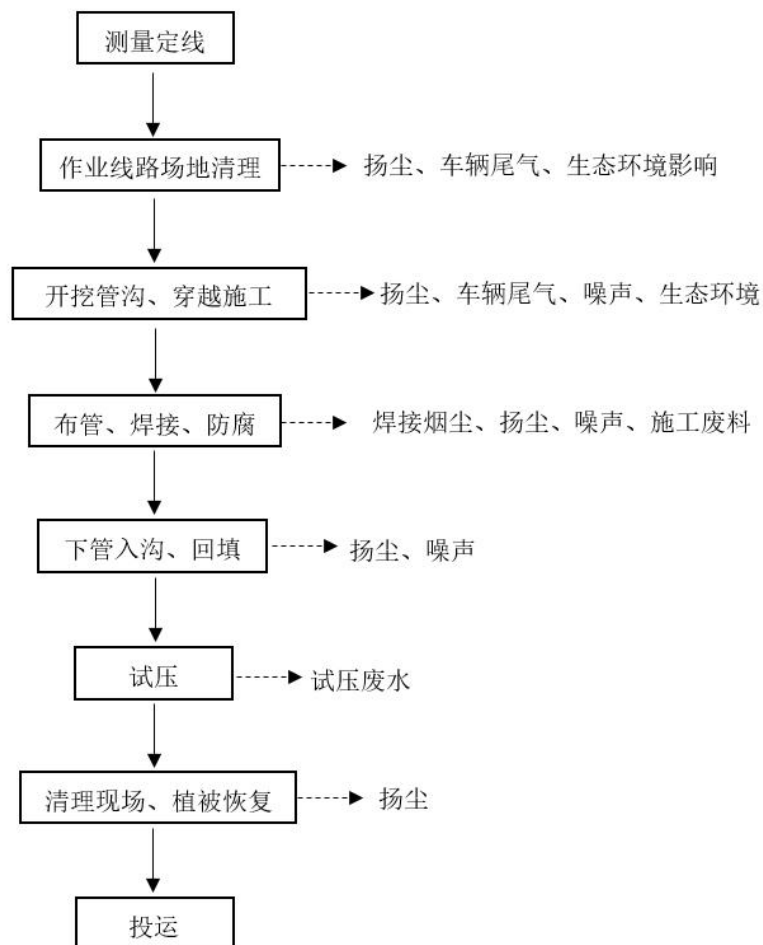 测量定线
作业线路场地清理
扬尘、车辆尾气、生态环境影响
开挖管沟、穿越施工
扬尘、车辆尾气、噪声、生态环境
布管、焊接、防腐
焊接烟尘、扬尘、噪声、施工废料
下管入沟、回填
扬尘、噪声
试压
试压废水
清理现场、植被恢复
扬尘
投运